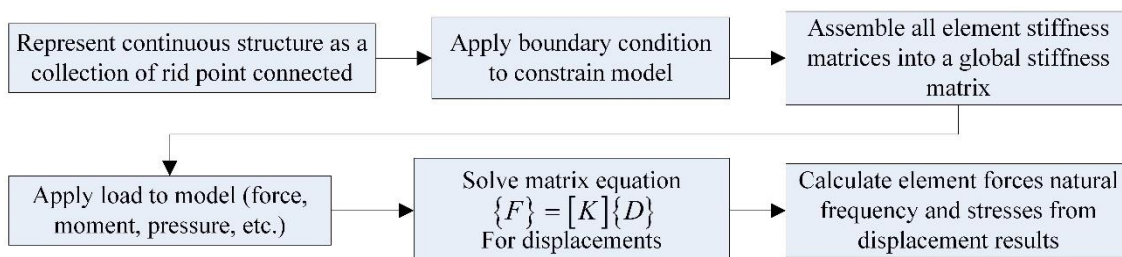 Represent continuous structure as a
collection of rid point connected
Apply boundary condition
to constrain model
Assemble all element stiffness
matrices into a global stiffness
matrix
Apply load to model (force,
moment, pressure, etc.)
Solve matrix equation
{F} = [K]{D}
For displacements
Calculate element forces natural
frequency and stresses from
displacement results